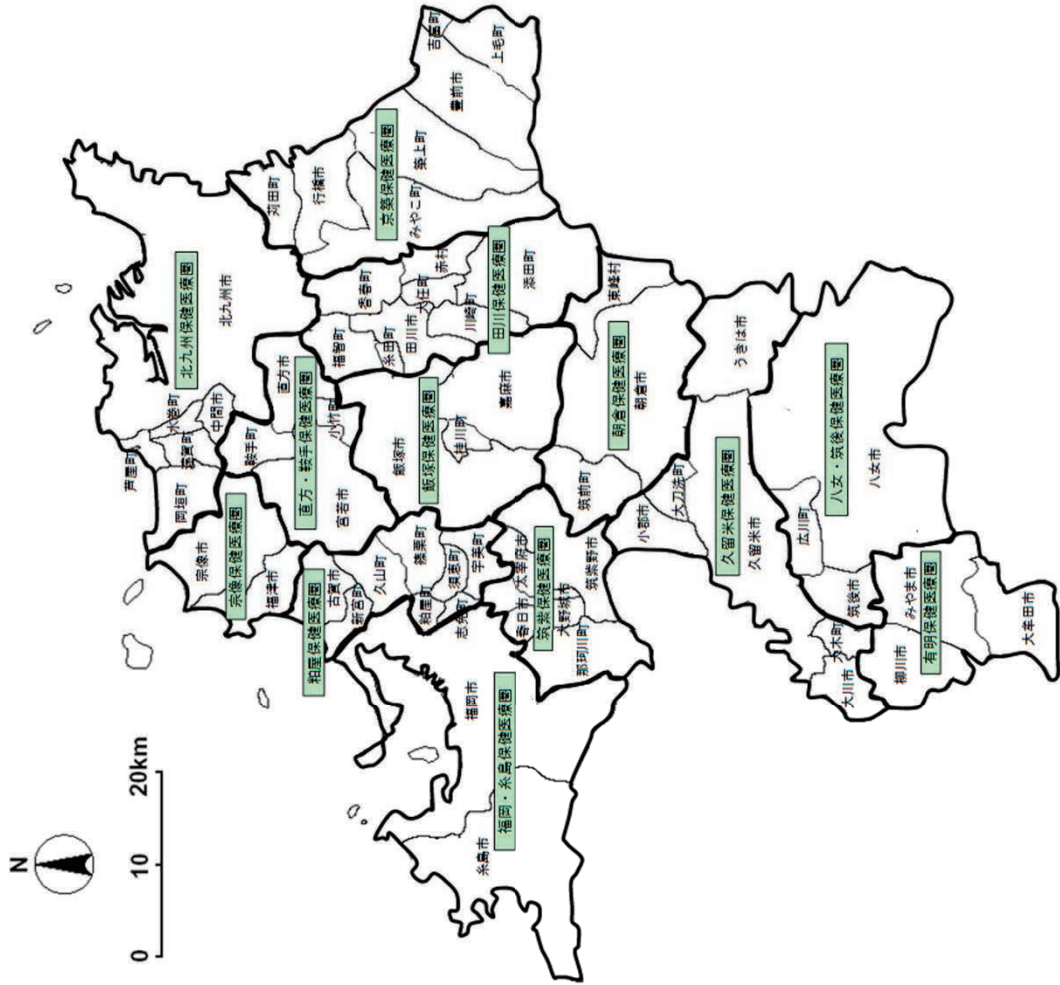 N
0
10
20km
北九州保健医療圏
芦屋町
水巻町
遠賀町
中間市
岡垣町
北九州市
苅田町
行橋市
京築保健医療圏
みやこ町
築上町
豊前市
吉富町
上毛町
宗像保健医療圏
宗像市
福津市
直方・鞍手保健医療圏
鞍手町
直方市
小竹町
宮若市
田川保健医療圏
香春町
福智町
糸田町
田川市
大任町
赤村
川崎町
添田町
飯塚保健医療圏
飯塚市
桂川町
嘉麻市
粕屋保健医療圏
古賀市
新宮町
久山町
篠栗町
粕屋町
須恵町
志免町
宇美町
福岡・糸島保健医療圏
福岡市
糸島市
筑紫保健医療圏
春日市
太宰府市
大野城市
筑紫野市
那珂川町
朝倉保健医療圏
筑前町
朝倉市
東峰村
久留米保健医療圏
小郡市
大刀洗町
久留米市
うきは市
大木町
大川市
八女・筑後保健医療圏
広川町
筑後市
八女市
有明保健医療圏
柳川市
みやま市
大牟田市